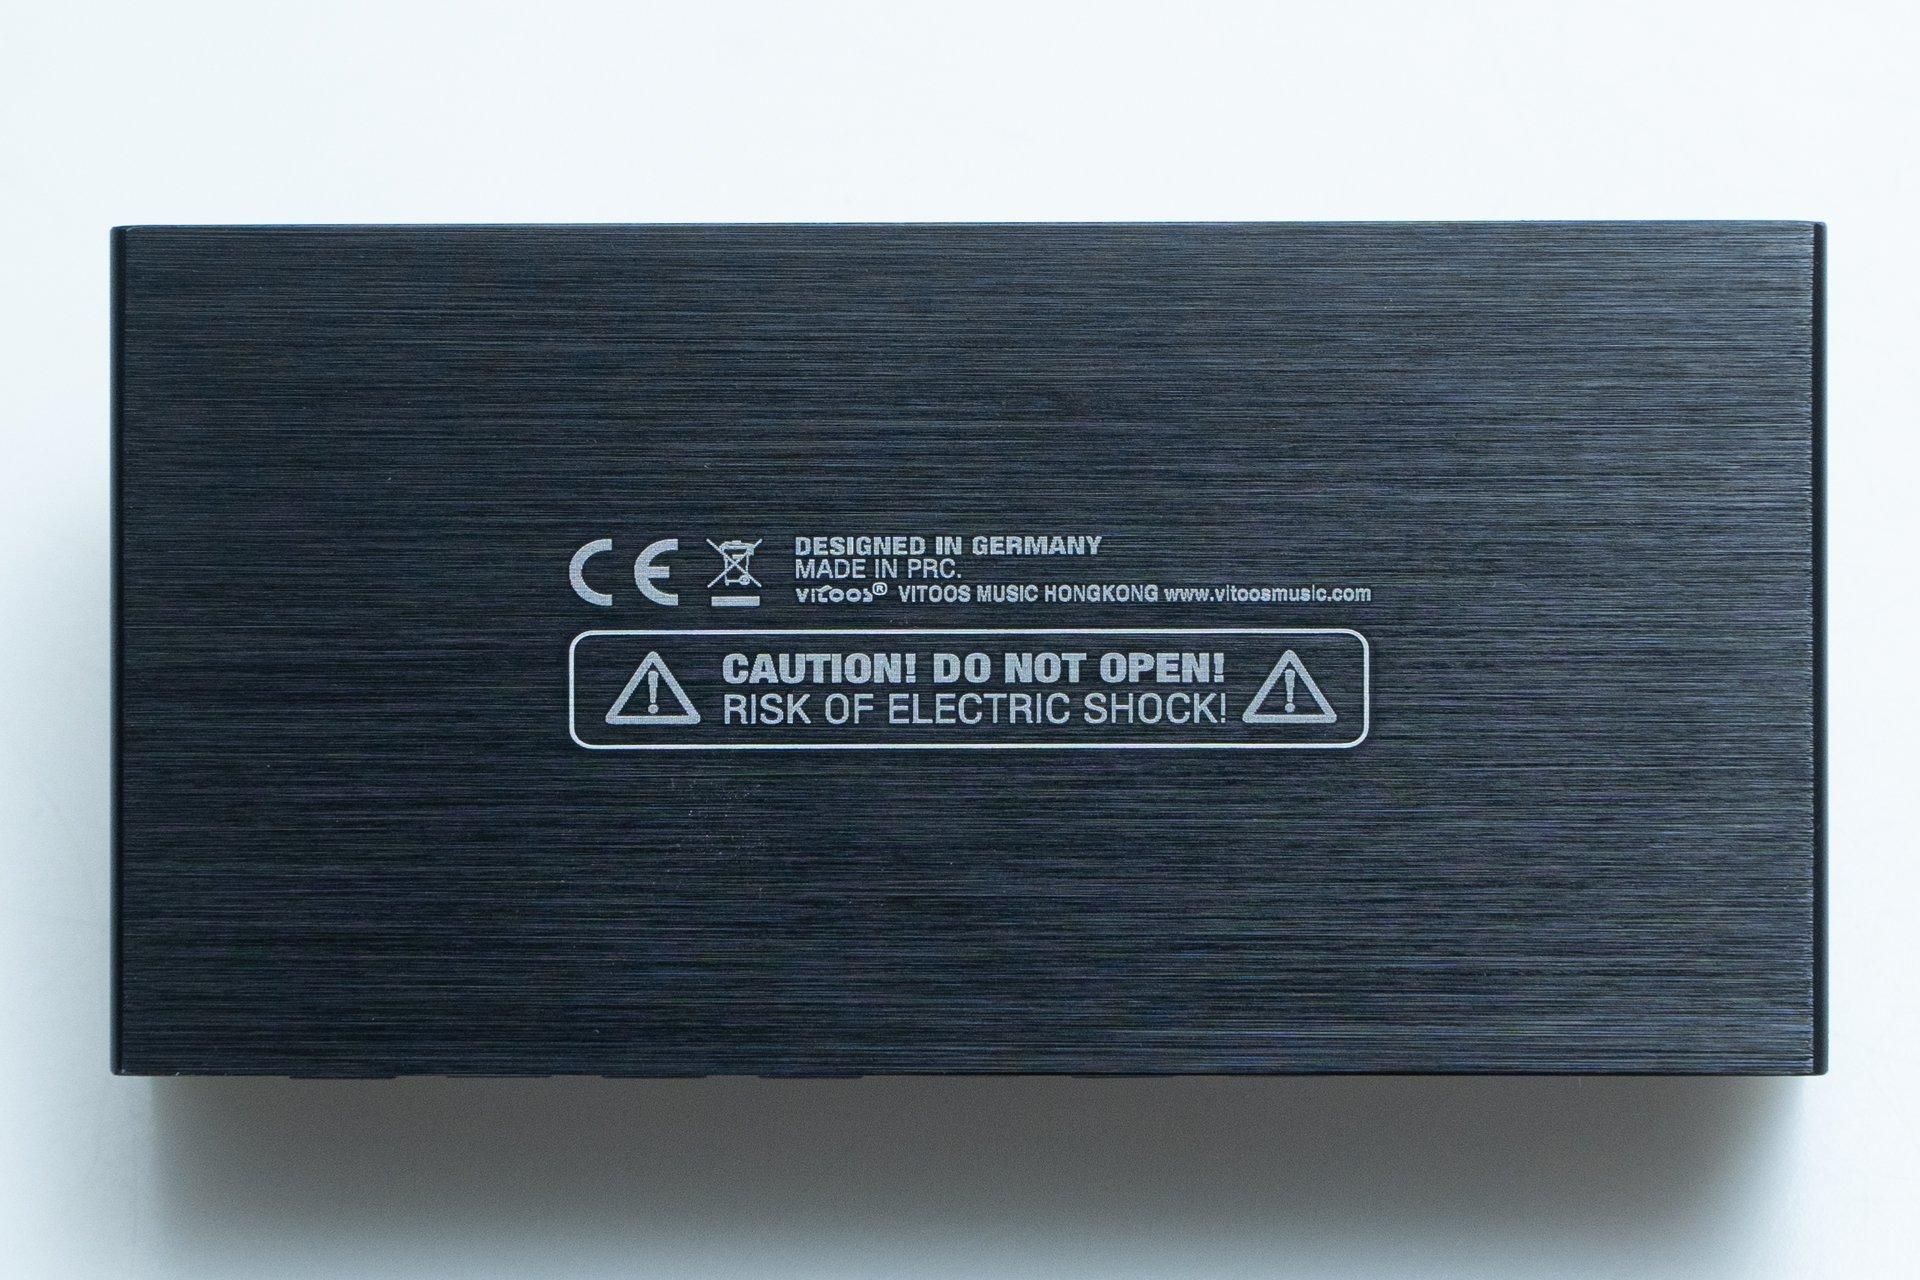 CE DESIGNED IN GERMANY
MADE IN PRC.
vitoos® VITOOS MUSIC HONGKONG www.vitoosmusic.com
CAUTION! DO NOT OPEN!
RISK OF ELECTRIC SHOCK!